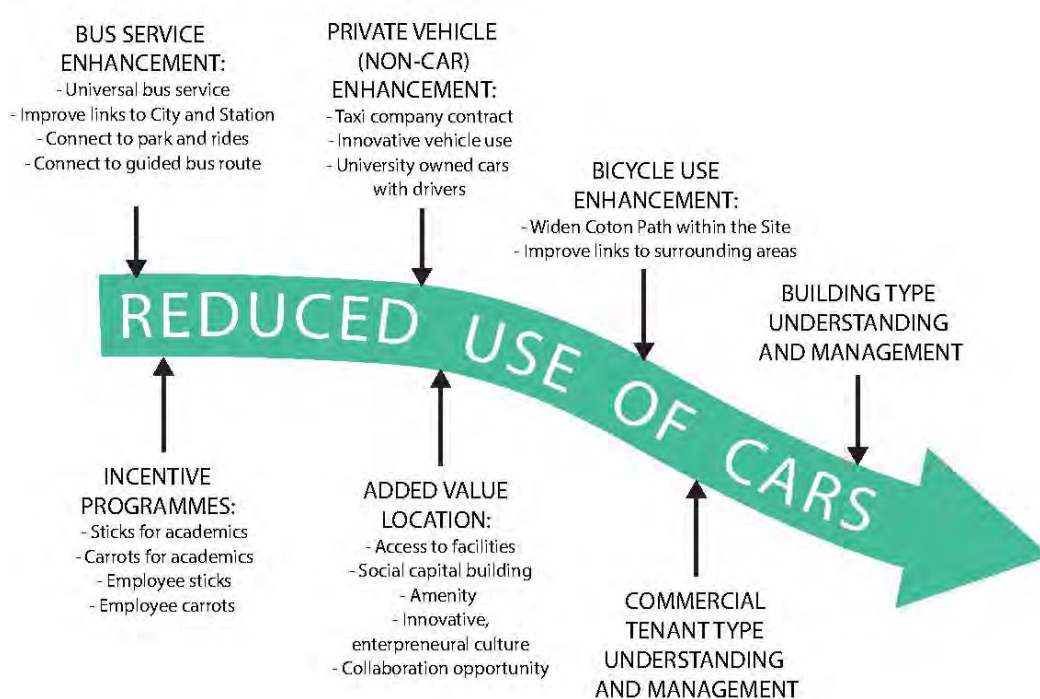 BUS SERVICE
ENHANCEMENT:
- Universal bus service
- Improve links to City and Station
- Connect to park and rides
- Connect to guided bus route
PRIVATE VEHICLE
(NON-CAR)
ENHANCEMENT:
- Taxi company contract
- Innovative vehicle use
- University owned cars
with drivers
BICYCLE USE
ENHANCEMENT:
- Widen Coton Path within the Site
- Improve links to surrounding areas
BUILDING TYPE
UNDERSTANDING
AND MANAGEMENT
REDUCED USE OF CARS
INCENTIVE
PROGRAMMES:
- Sticks for academics
- Carrots for academics
- Employee sticks
- Employee carrots
ADDED VALUE
LOCATION:
- Access to facilities
- Social capital building
- Amenity
- Innovative,
enterpreneural culture
- Collaboration opportunity
COMMERCIAL
TENANT TYPE
UNDERSTANDING
AND MANAGEMENT